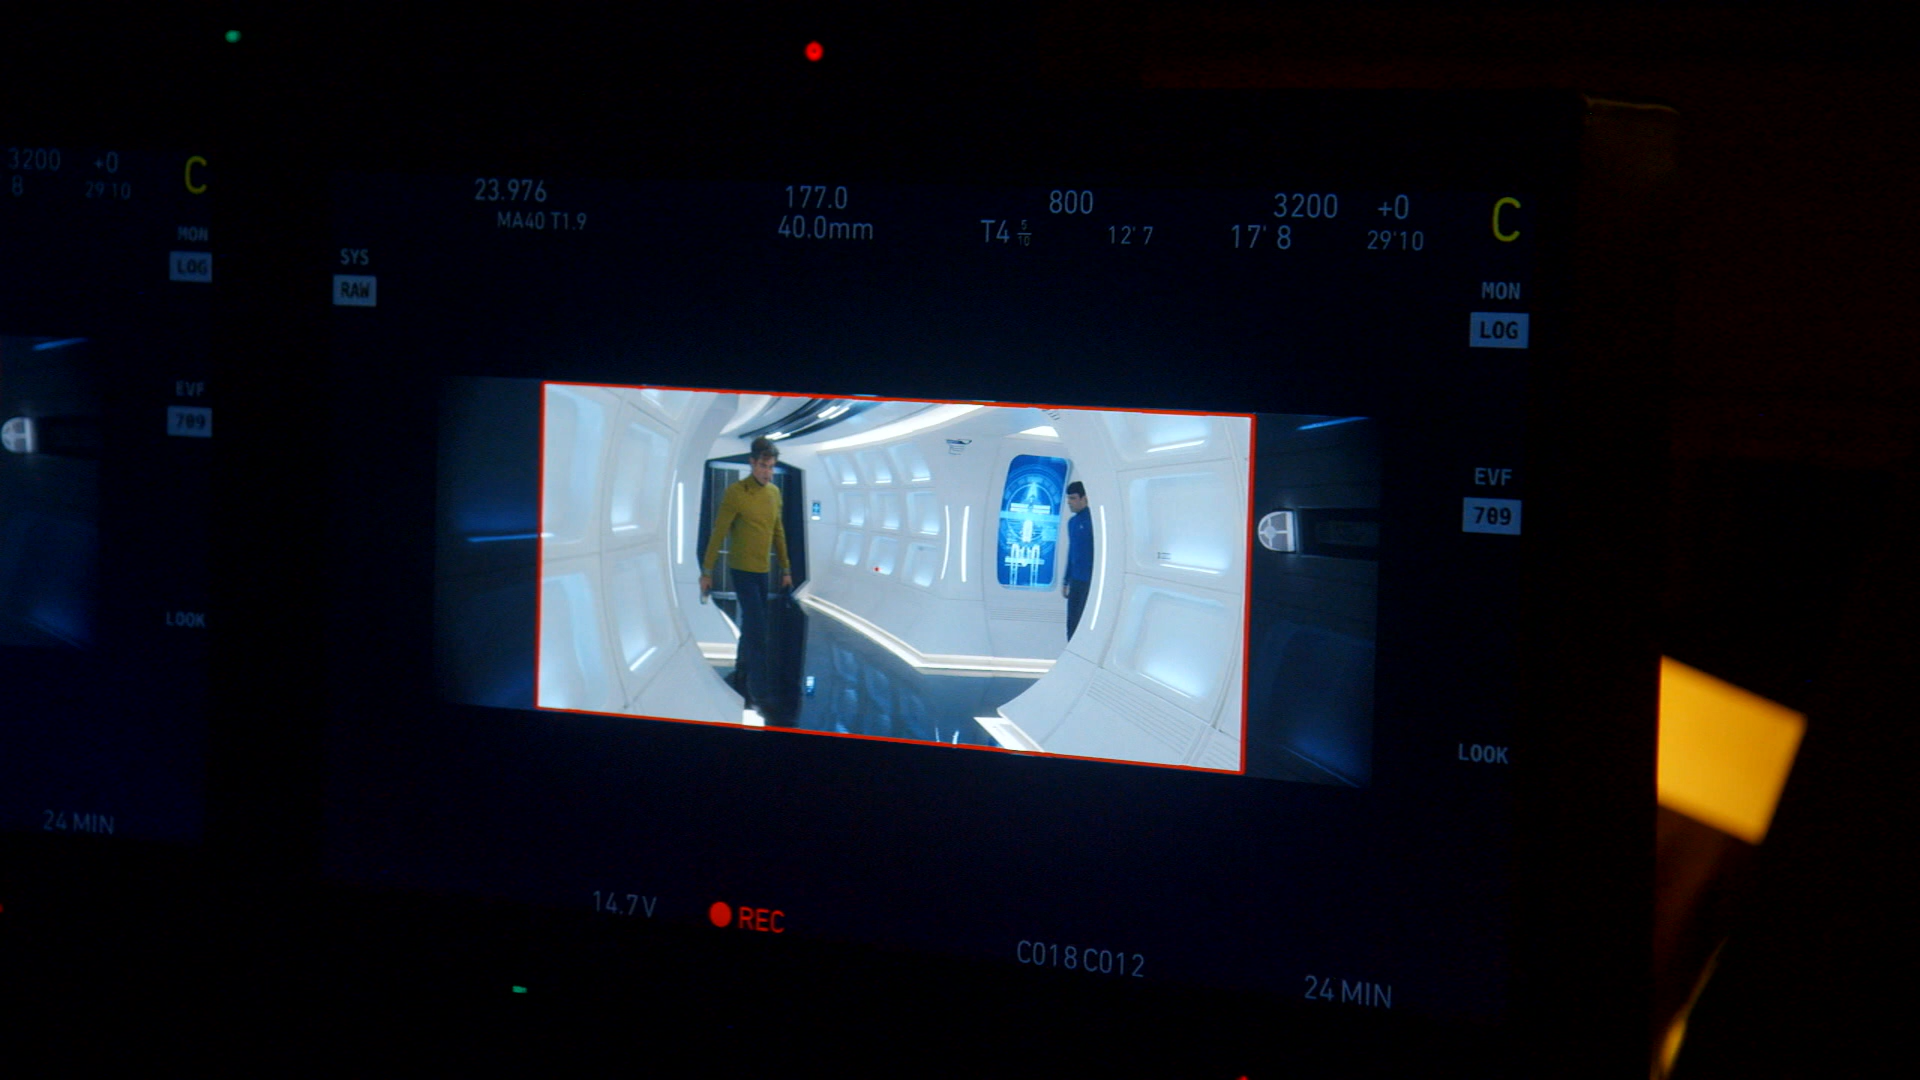 3200 +0 C
8 29'10
MON
LOG
EVF
709
LOOK
24 MIN
23.976 177.0 800 3200 +0 C
MA40 T1.9 40.0mm T4 5/10 12' 7 17' 8 29'10
SYS
RAW
MON
LOG
EVF
709
LOOK
14.7V REC C018C012 24 MIN